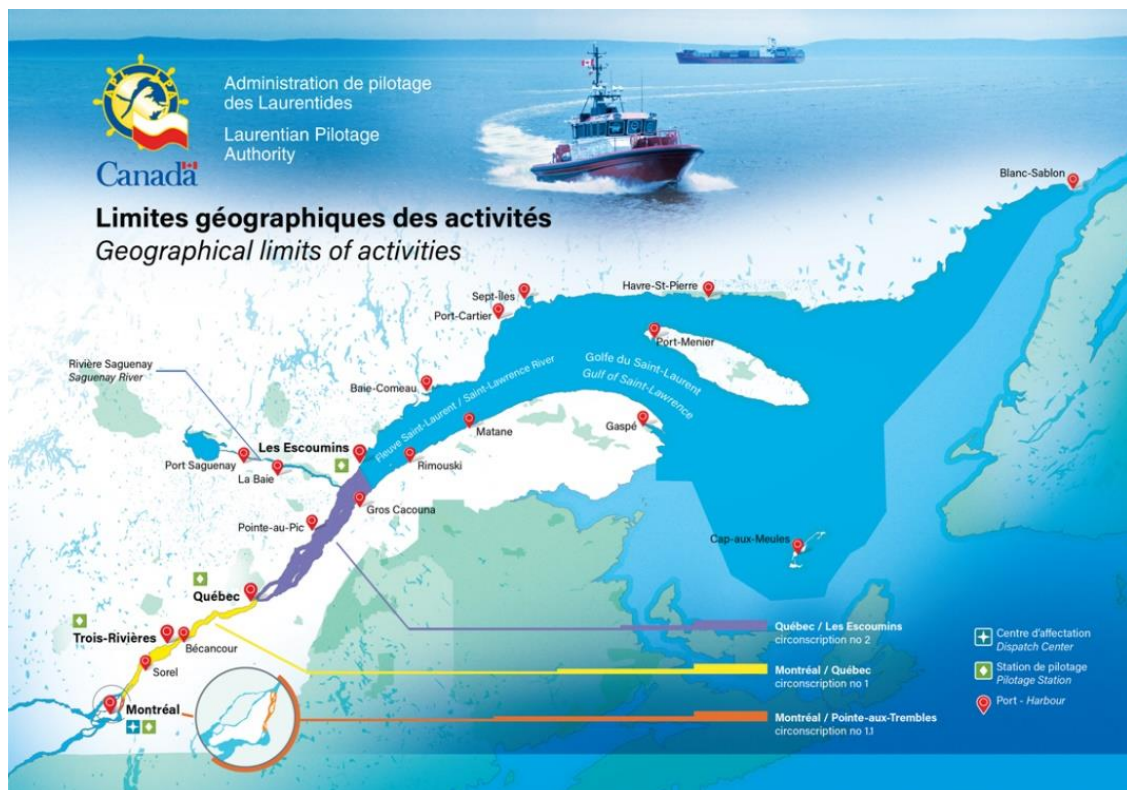 APL LPA
Administration de pilotage
des Laurentides
Laurentian Pilotage
Authority
Canada
Limites géographiques des activités
Geographical limits of activities
Blanc-Sablon
Sept-Îles
Havre-St-Pierre
Port-Cartier
Port-Menier
Rivière Saguenay
Saguenay River
Golfe du Saint-Laurent
Gulf of Saint-Lawrence
Baie-Comeau
Fleuve Saint-Laurent / Saint-Lawrence River
Matane
Gaspé
Les Escoumins
Port Saguenay
La Baie
Rimouski
Gros Cacouna
Pointe-au-Pic
Cap-aux-Meules
Québec
Trois-Rivières
Bécancour
Sorel
Montréal
Québec / Les Escoumins
circonscription no 2
Montréal / Québec
circonscription no 1
Montréal / Pointe-aux-Trembles
circonscription no 1.1
Centre d'affectation
Dispatch Center
Station de pilotage
Pilotage Station
Port - Harbour